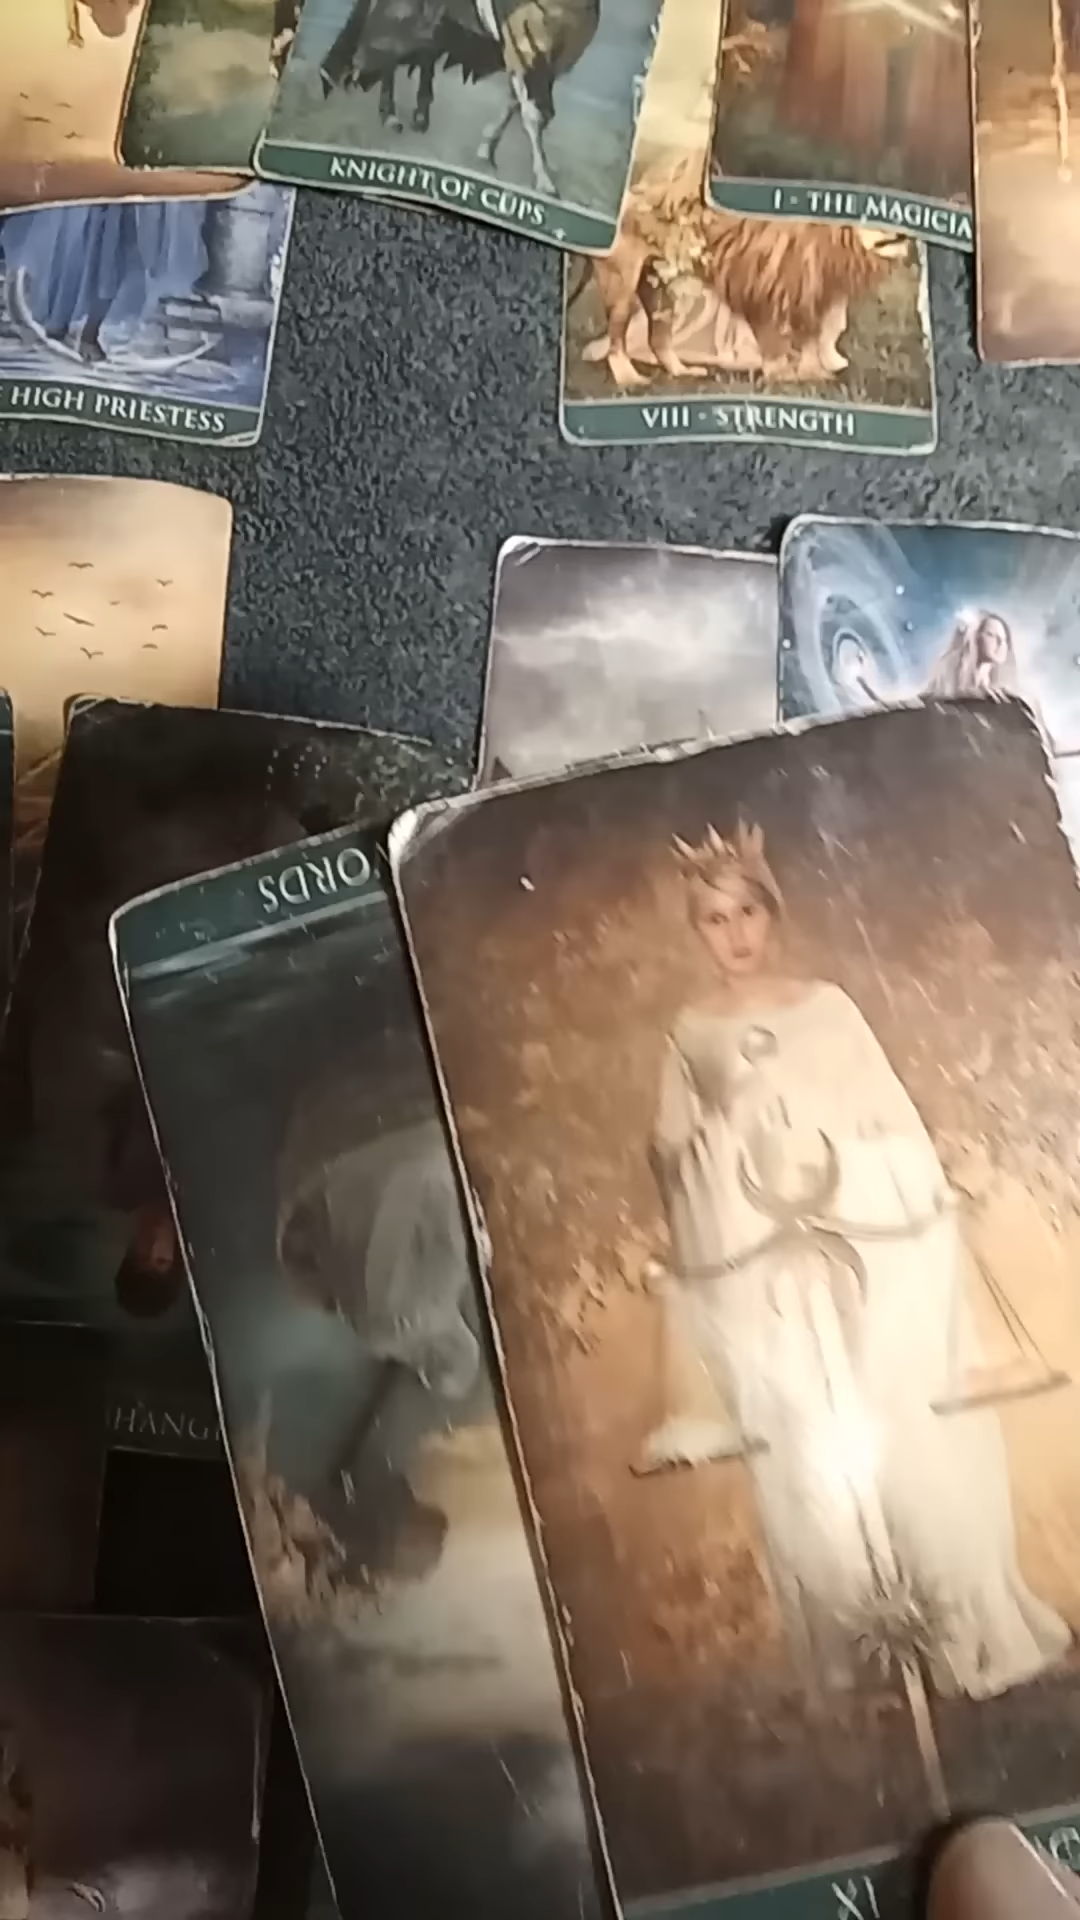 KNIGHT OF CUPS
I - THE MAGICIA
HIGH PRIESTESS
VIII - STRENGTH
ORDS
HANG
XI